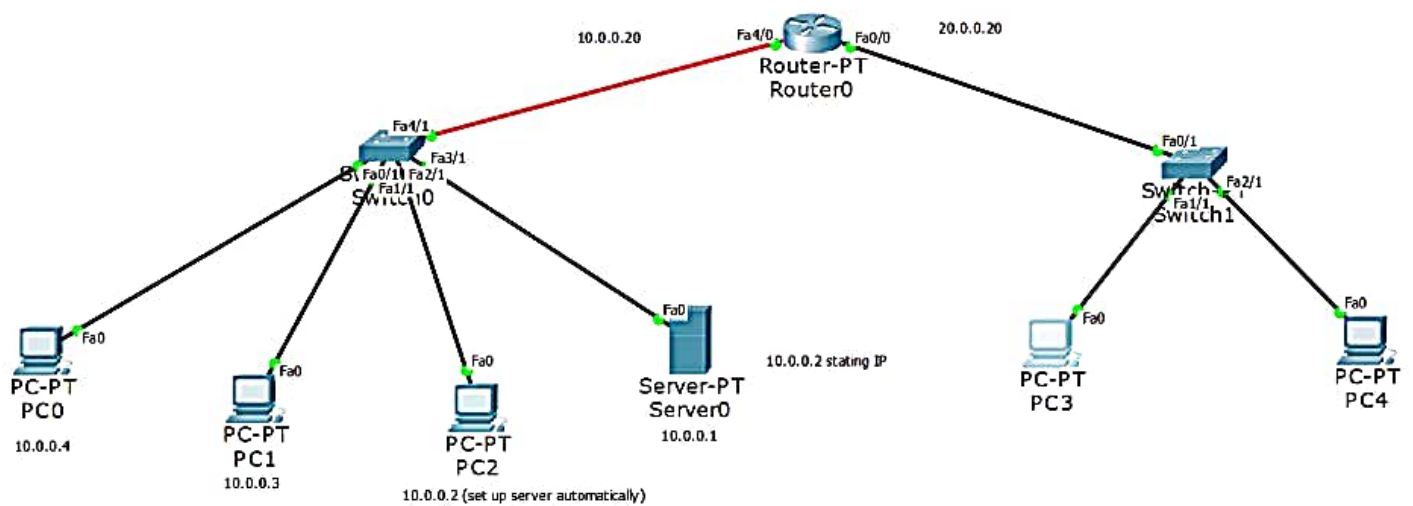 10.0.0.20
Fa4/0
Fa0/0
20.0.0.20
Router-PT
Router0
Fa4/1
Fa3/1
Fa0/1
Fa2/1
Fa1/1
Switch0
Fa0/1
Fa2/1
Fa1/1
Switch1
Fa0
PC-PT
PC0
10.0.0.4
Fa0
PC-PT
PC1
10.0.0.3
Fa0
PC-PT
PC2
10.0.0.2 (set up server automatically)
Fa0
Server-PT
Server0
10.0.0.1
10.0.0.2 stating IP
Fa0
PC-PT
PC3
Fa0
PC-PT
PC4